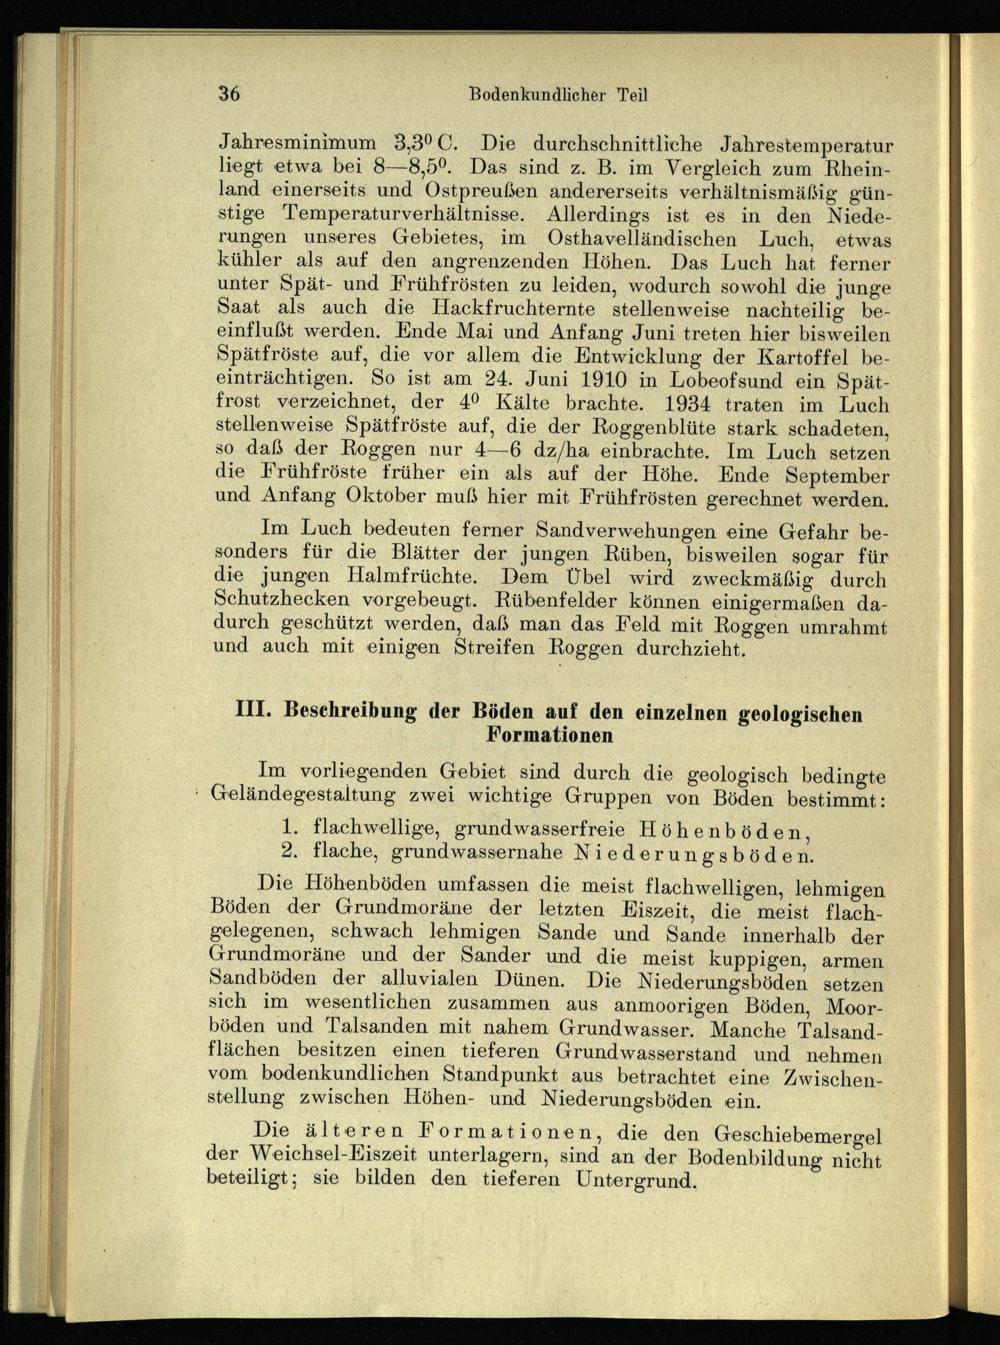 36
Bodenkundlicher Teil
Jahresminimum 3,3⁰ C. Die durchschnittliche Jahrestemperatur
liegt etwa bei 8—8,5⁰. Das sind z. B. im Vergleich zum Rhein-
land einerseits und Ostpreußen andererseits verhältnismäßig gün-
stige Temperaturverhältnisse. Allerdings ist es in den Niede-
rungen unseres Gebietes, im Osthavelländischen Luch, etwas
kühler als auf den angrenzenden Höhen. Das Luch hat ferner
unter Spät- und Frühfrösten zu leiden, wodurch sowohl die junge
Saat als auch die Hackfruchternte stellenweise nachteilig be-
einflußt werden. Ende Mai und Anfang Juni treten hier bisweilen
Spätfröste auf, die vor allem die Entwicklung der Kartoffel be-
einträchtigen. So ist am 24. Juni 1910 in Lobeofsund ein Spät-
frost verzeichnet, der 4⁰ Kälte brachte. 1934 traten im Luch
stellenweise Spätfröste auf, die der Roggenblüte stark schadeten,
so daß der Roggen nur 4—6 dz/ha einbrachte. Im Luch setzen
die Frühfröste früher ein als auf der Höhe. Ende September
und Anfang Oktober muß hier mit Frühfrösten gerechnet werden.
Im Luch bedeuten ferner Sandverwehungen eine Gefahr be-
sonders für die Blätter der jungen Rüben, bisweilen sogar für
die jungen Halmfrüchte. Dem Übel wird zweckmäßig durch
Schutzhecken vorgebeugt. Rübenfelder können einigermaßen da-
durch geschützt werden, daß man das Feld mit Roggen umrahmt
und auch mit einigen Streifen Roggen durchzieht.
III. Beschreibung der Böden auf den einzelnen geologischen
Formationen
Im vorliegenden Gebiet sind durch die geologisch bedingte
Geländegestaltung zwei wichtige Gruppen von Böden bestimmt:
1. flachwellige, grundwasserfreie Höhenböden,
2. flache, grundwassernahe Niederungsböden.
Die Höhenböden umfassen die meist flachwelligen, lehmigen
Böden der Grundmoräne der letzten Eiszeit, die meist flach-
gelegenen, schwach lehmigen Sande und Sande innerhalb der
Grundmoräne und der Sander und die meist kuppigen, armen
Sandböden der alluvialen Dünen. Die Niederungsböden setzen
sich im wesentlichen zusammen aus anmoorigen Böden, Moor-
böden und Talsanden mit nahem Grundwasser. Manche Talsand-
flächen besitzen einen tieferen Grundwasserstand und nehmen
vom bodenkundlichen Standpunkt aus betrachtet eine Zwischen-
stellung zwischen Höhen- und Niederungsböden ein.
Die älteren Formationen, die den Geschiebemergel
der Weichsel-Eiszeit unterlagern, sind an der Bodenbildung nicht
beteiligt; sie bilden den tieferen Untergrund.